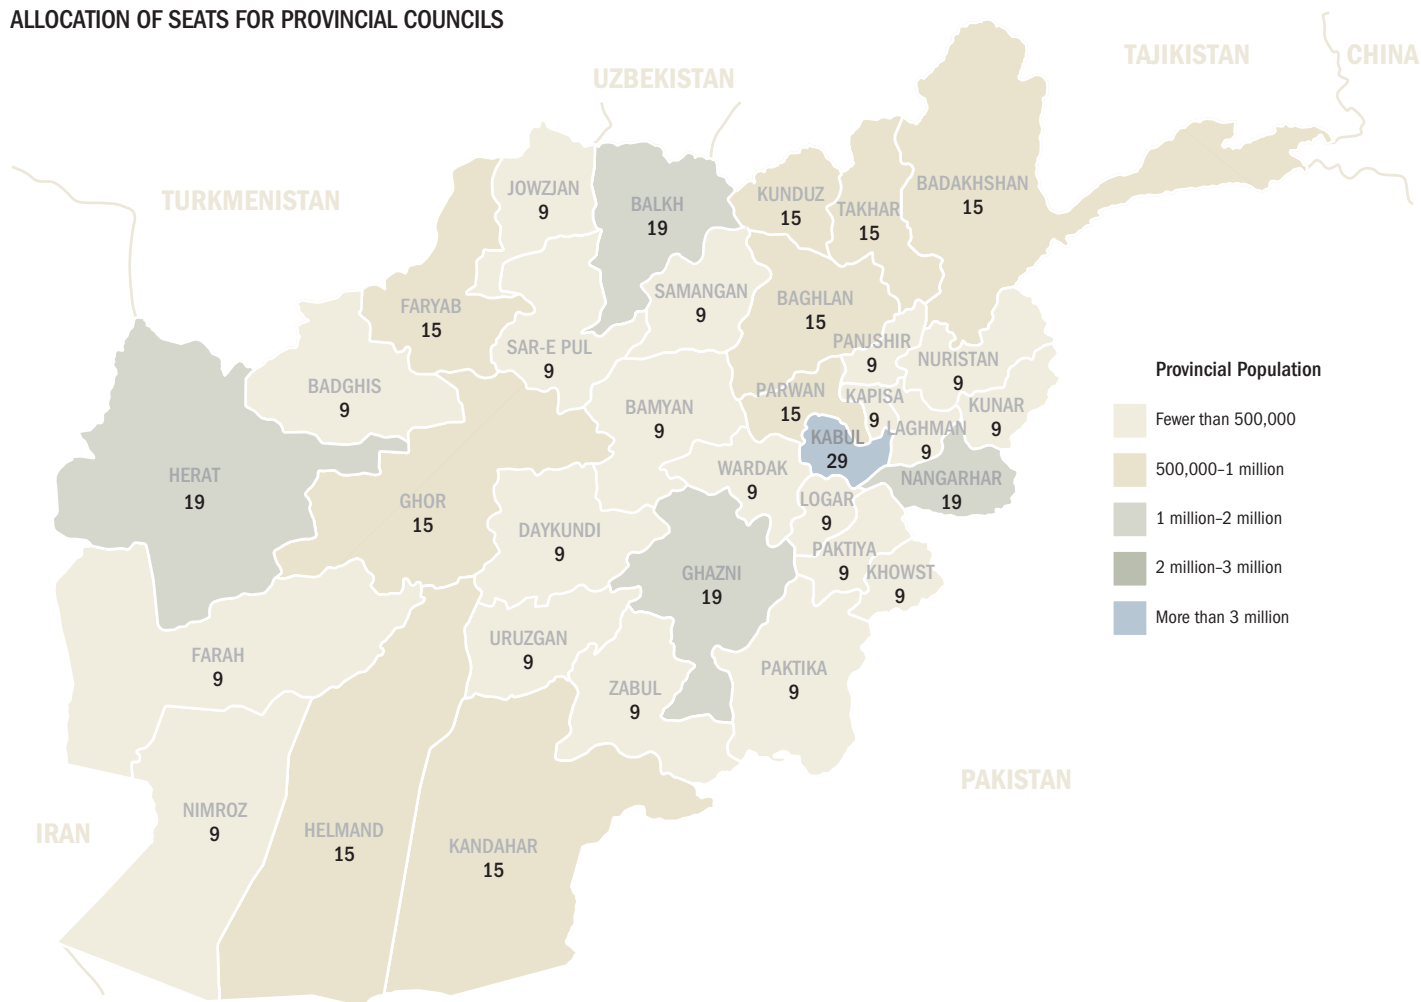 ALLOCATION OF SEATS FOR PROVINCIAL COUNCILS
TAJIKISTAN
CHINA
UZBEKISTAN
TURKMENISTAN
JOWZJAN
9
BALKH
19
KUNDUZ
15
TAKHAR
15
BADAKHSHAN
15
FARYAB
15
SAMANGAN
9
BAGHLAN
15
SAR-E PUL
9
PANJSHIR
9
NURISTAN
9
BADGHIS
9
BAMYAN
9
PARWAN
15
KAPISA
9
KUNAR
9
LAGHMAN
9
KABUL
29
HERAT
19
GHOR
15
WARDAK
9
NANGARHAR
19
LOGAR
9
DAYKUNDI
9
PAKTIYA
9
KHOWST
9
GHAZNI
19
URUZGAN
9
FARAH
9
ZABUL
9
PAKTIKA
9
NIMROZ
9
HELMAND
15
KANDAHAR
15
IRAN
PAKISTAN
Provincial Population
Fewer than 500,000
500,000–1 million
1 million–2 million
2 million–3 million
More than 3 million